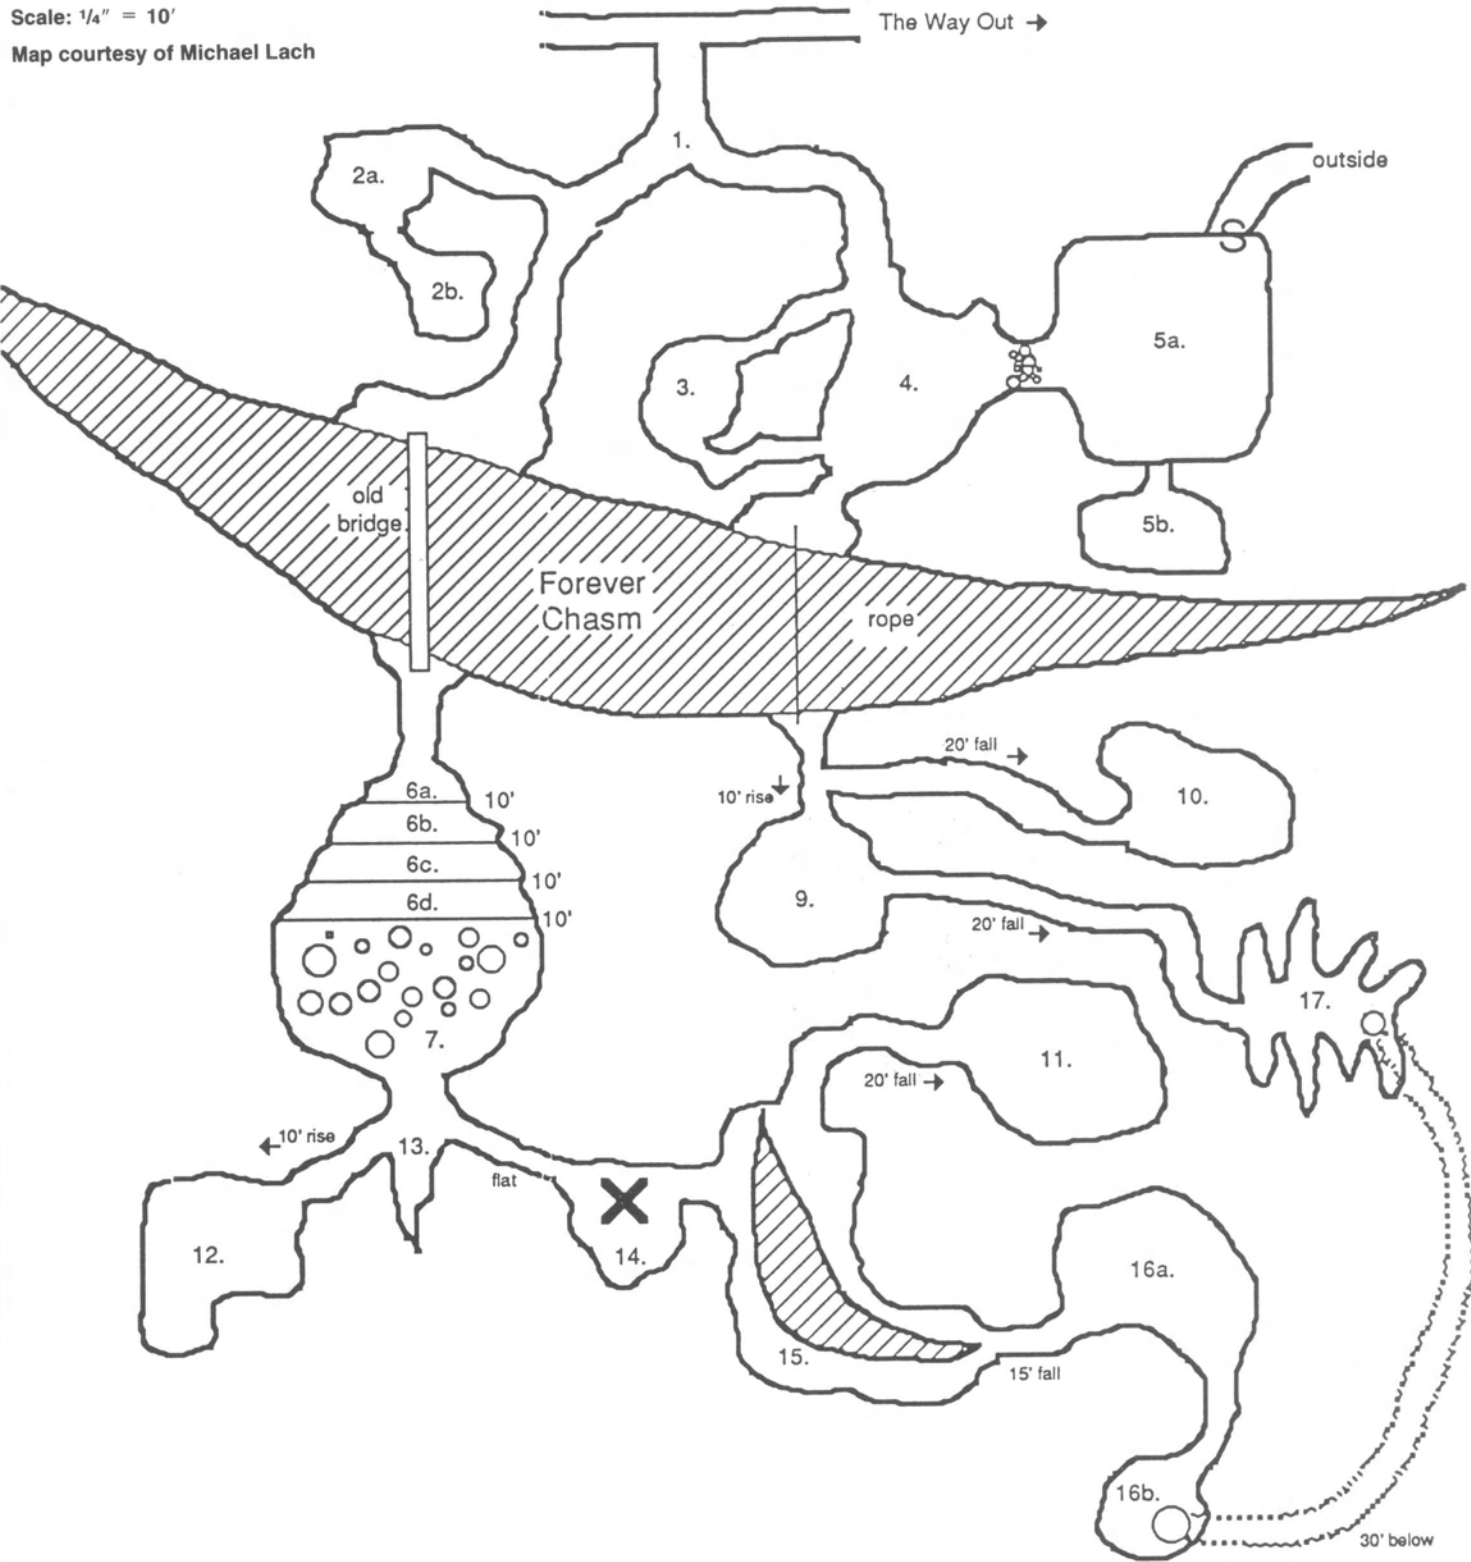 Scale: 1/4" = 10'
Map courtesy of Michael Lach
The Way Out →
1.
outside
2a.
S
2b.
5a.
3.
4.
old
bridge
5b.
Forever
Chasm
rope
20' fall →
6a.
10'
10' rise
10.
6b.
10'
6c.
10'
9.
6d.
10'
20' fall →
17.
7.
11.
20' fall →
← 10' rise
13.
flat
X
12.
14.
16a.
15.
15' fall
16b.
30' below